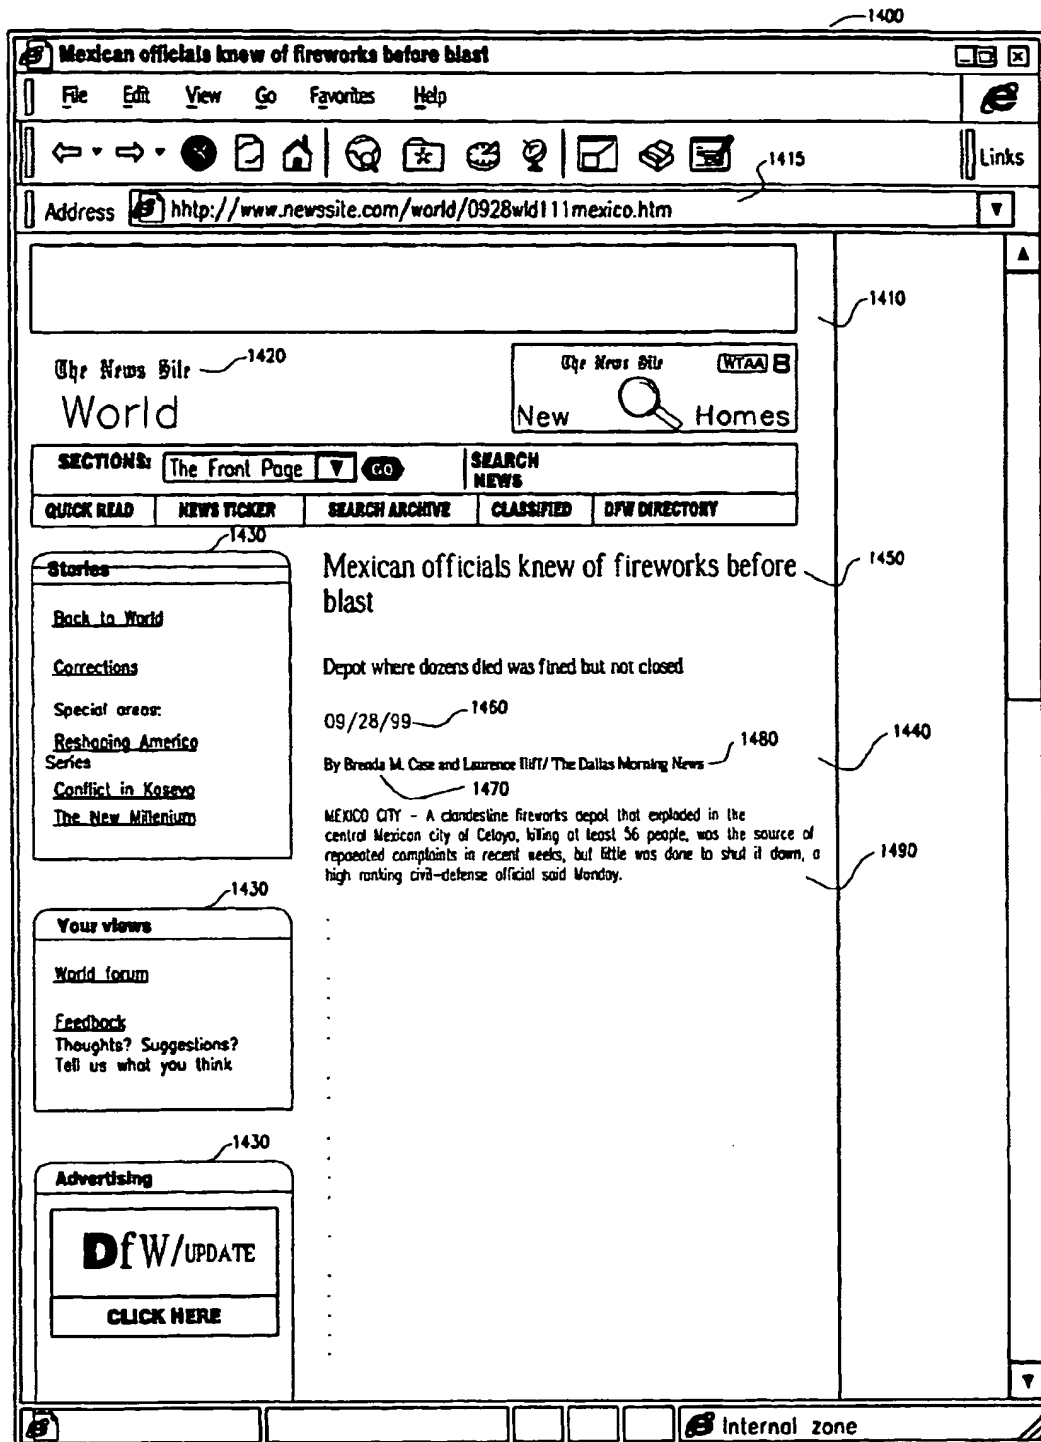 1400
Mexican officials knew of fireworks before blast
File Edit View Go Favorites Help
Links
1415
Address hhtp://www.newssite.com/world/0928wld111mexico.htm
1410
The News Site 1420
World
The News Site WTAA 8
New Homes
SECTIONS: The Front Page GO SEARCH NEWS
QUICK READ NEWS TICKER SEARCH ARCHIVE CLASSIFIED DFW DIRECTORY
1430
Stories
Back to World
Corrections
Special areas:
Reshaping America
Series
Conflict in Kosevo
The New Millenium
Mexican officials knew of fireworks before
blast
1450
Depot where dozens died was fined but not closed
09/28/99 1460
1480
1440
By Brenda M. Case and Laurence Iliff/ The Dallas Morning News
1470
MEXICO CITY - A clandestine fireworks depot that exploded in the
central Mexican city of Celaya, killing at least 56 people, was the source of
repaeated complaints in recent weeks, but little was done to shut it down, a
high ranking civil-defense official said Monday.
1490
1430
Your views
World forum
Feedback
Thoughts? Suggestions?
Tell us what you think
1430
Advertising
DfW/UPDATE
CLICK HERE
Internal zone